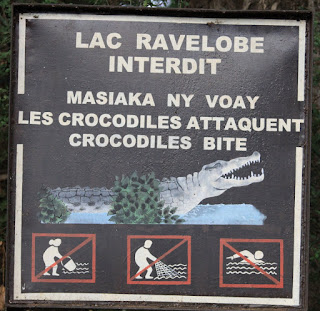 LAC RAVELOBE
INTERDIT
MASIAKA NY VOAY
LES CROCODILES ATTAQUENT
CROCODILES BITE